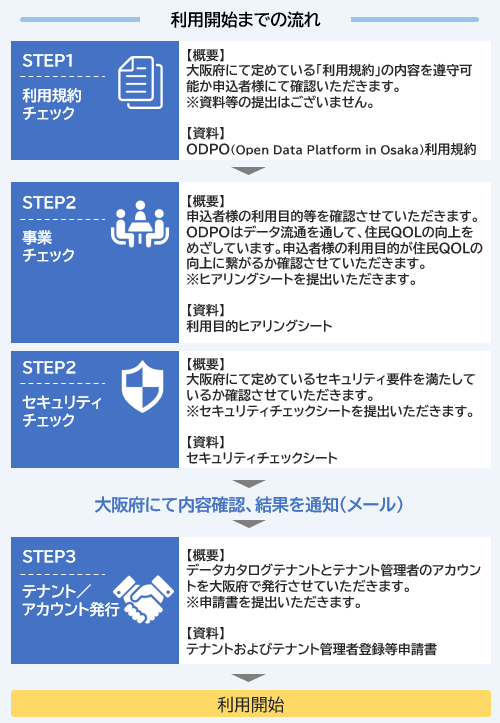 利用開始までの流れ
STEP1
利用規約
チェック
【概要】
大阪府にて定めている「利用規約」の内容を遵守可
能か申込者様にて確認いただきます。
※資料等の提出はございません。
【資料】
ODPO(Open Data Platform in Osaka)利用規約
STEP2
事業
チェック
【概要】
申込者様の利用目的等を確認させていただきます。
ODPOはデータ流通を通して、住民QOLの向上を
めざしています。申込者様の利用目的が住民QOLの
向上に繋がるか確認させていただきます。
※ヒアリングシートを提出いただきます。
【資料】
利用目的ヒアリングシート
STEP2
セキュリティ
チェック
【概要】
大阪府にて定めているセキュリティ要件を満たして
いるか確認させていただきます。
※セキュリティチェックシートを提出いただきます。
【資料】
セキュリティチェックシート
大阪府にて内容確認、結果を通知(メール)
STEP3
テナント/
アカウント発行
【概要】
データカタログテナントとテナント管理者のアカウン
トを大阪府で発行させていただきます。
※申請書を提出いただきます。
【資料】
テナントおよびテナント管理者登録等申請書
利用開始